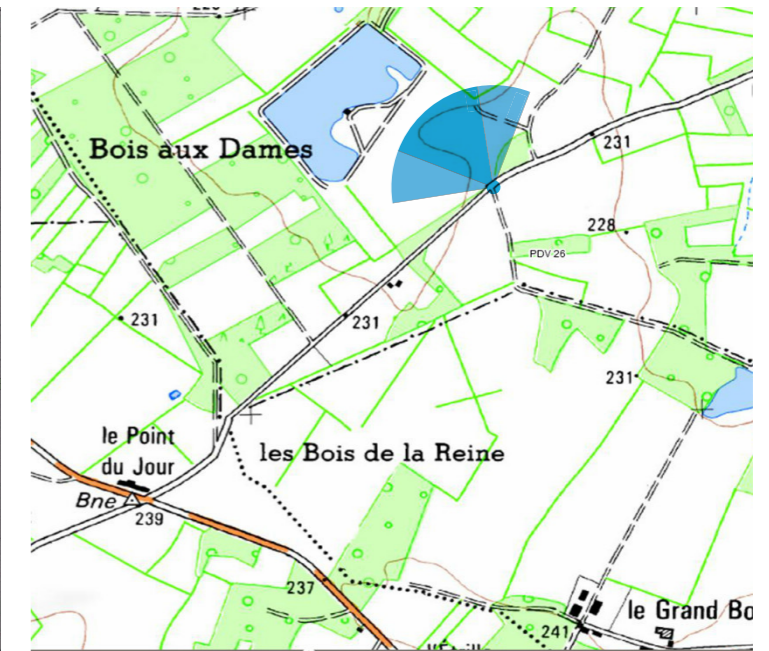 Bois aux Dames
231
228
PDV 26
231
231
231
le Point
du Jour
les Bois de la Reine
Bne
239
237
le Grand Bo
241